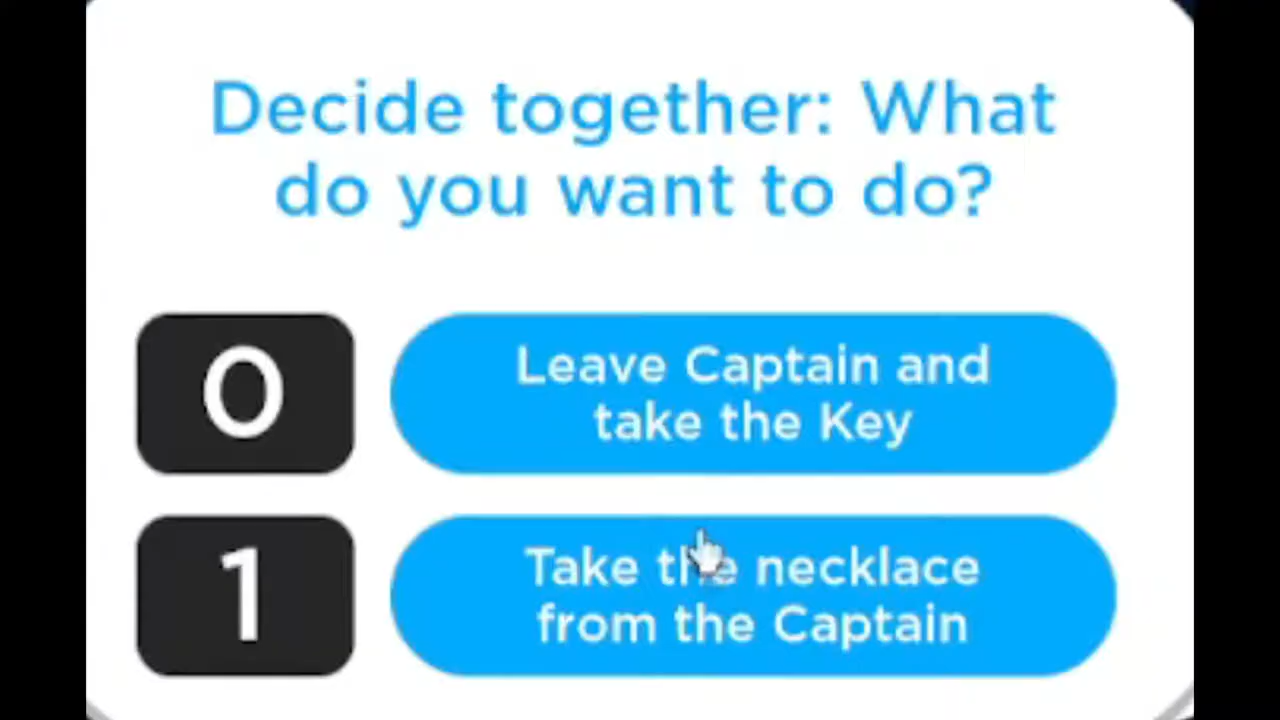 Decide together: What
do you want to do?
0
Leave Captain and
take the Key
1
Take the necklace
from the Captain